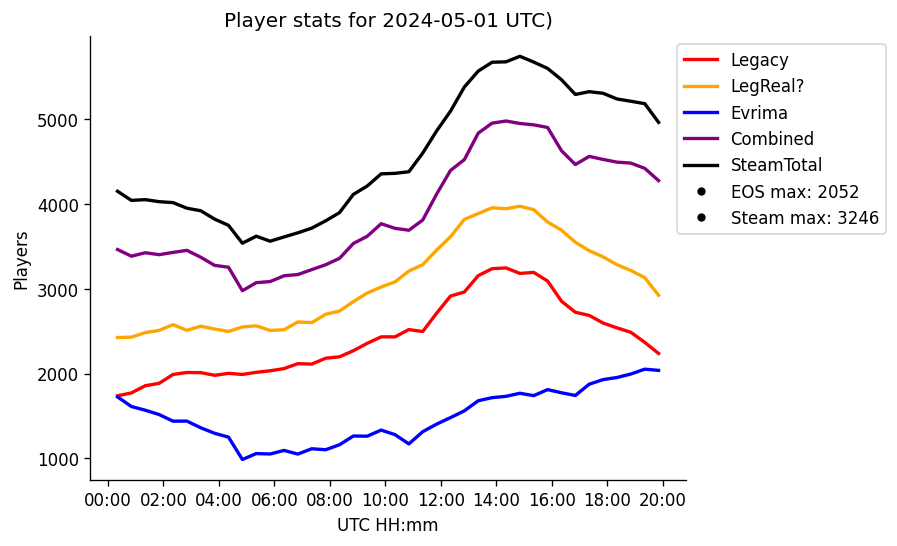 Player stats for 2024-05-01 UTC)
Legacy
LegReal?
Evrima
Combined
SteamTotal
EOS max: 2052
Steam max: 3246
Players
5000
4000
3000
2000
1000
00:00 02:00 04:00 06:00 08:00 10:00 12:00 14:00 16:00 18:00 20:00
UTC HH:mm